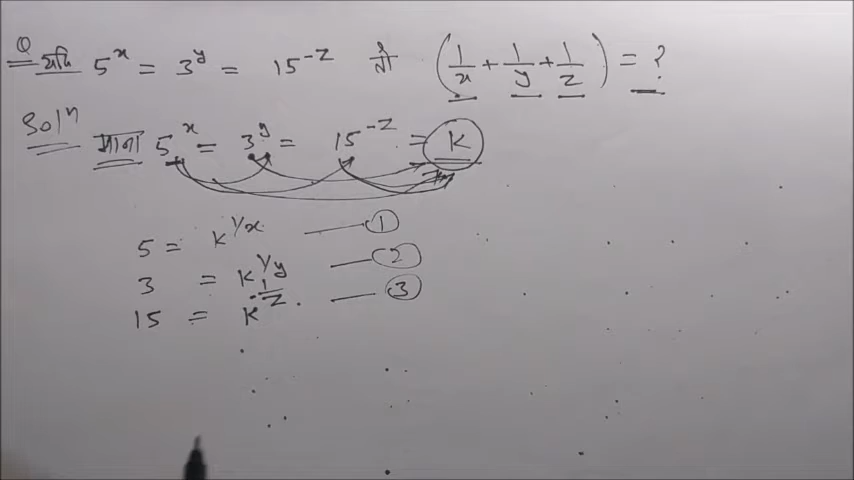 Q यदि 5^x = 3^y = 15^-z तो (1/x + 1/y + 1/z) = ?
Solⁿ माना 5^x = 3^y = 15^-z = K
5 = K^1/x — 1
3 = K^1/y — 2
15 = K^-1/z — 3